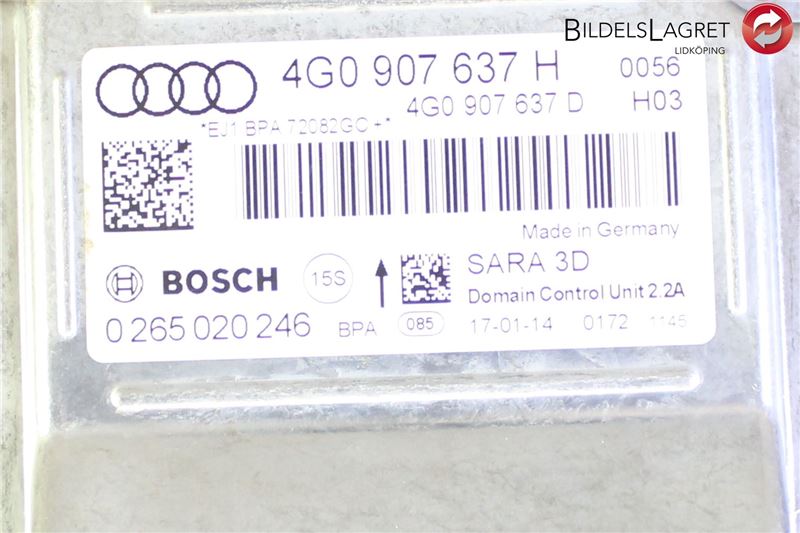 BILDELSLAGRET
LIDKÖPING
4G0 907 637 H 0056
4G0 907 637 D H03
*EJ1 BPA 72082GC +*
Made in Germany
BOSCH 15S SARA 3D
Domain Control Unit 2.2A
0 265 020 246 BPA 085 17-01-14 0172 1145